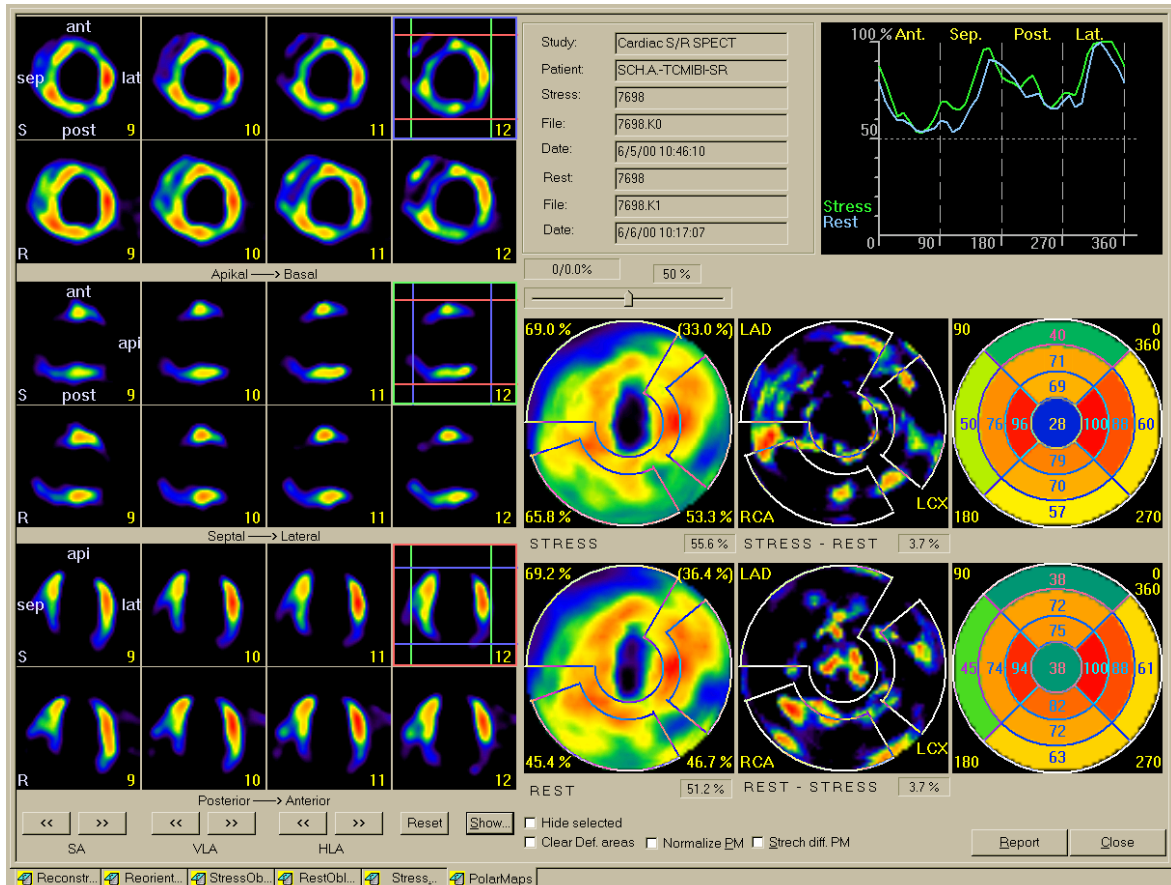 ant
sep lat
S post 9 10 11 12
R 9 10 11 12
Apikal —> Basal
ant
api
S post 9 10 11 12
R 9 10 11 12
Septal —> Lateral
api
sep lat
S 9 10 11 12
R 9 10 11 12
Posterior —> Anterior
<< >> << >> << >> Reset Show...
SA VLA HLA
Study: Cardiac S/R SPECT
Patient: SCH.A.-TCMIBI-SR
Stress: 7698
File: 7698.K0
Date: 6/5/00 10:46:10
Rest: 7698
File: 7698.K1
Date: 6/6/00 10:17:07
100 % Ant. Sep. Post. Lat.
50
Stress
Rest
0 90 180 270 360
0/0.0% 50 %
69.0 % (33.0 %)
65.8 % 53.3 %
STRESS 55.6 %
LAD
RCA LCX
STRESS - REST 3.7 %
90 0
360
40
71
69
50 76 96 28 100 60
79
70
57
180 270
69.2 % (36.4 %)
45.4 % 46.7 %
REST 51.2 %
LAD
RCA LCX
REST - STRESS 3.7 %
90 0
360
38
72
75
45 74 94 38 100 61
82
72
63
180 270
Hide selected
Clear Def. areas Normalize PM Strech diff. PM
Report Close
Reconstr... Reorient... StressOb... RestObl... Stress,.. PolarMaps